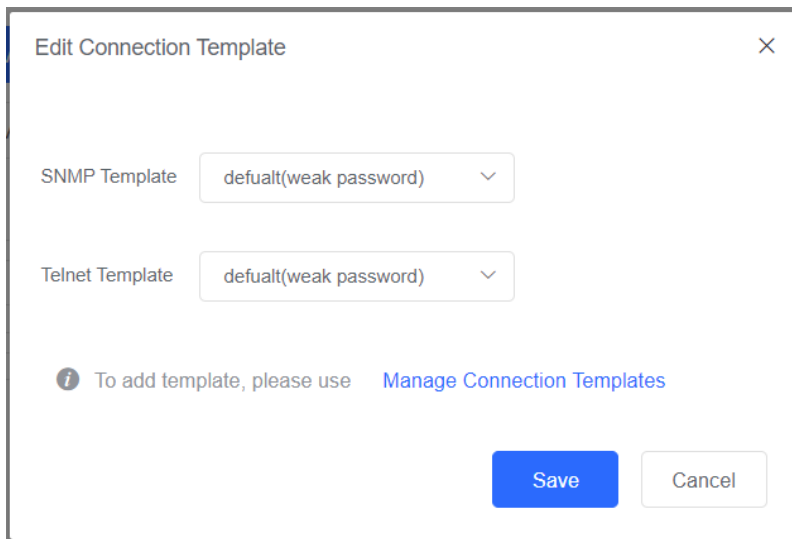 Edit Connection Template
SNMP Template defualt(weak password)
Telnet Template defualt(weak password)
To add template, please use Manage Connection Templates
Save Cancel